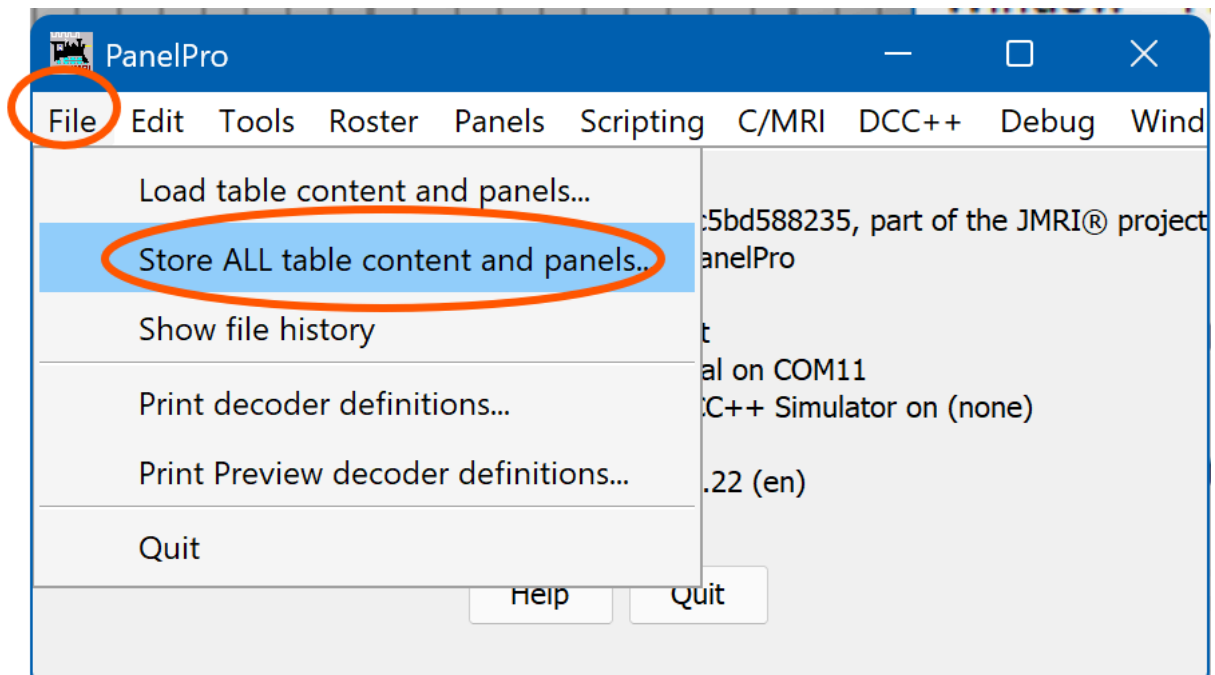 PanelPro
File Edit Tools Roster Panels Scripting C/MRI DCC++ Debug Wind
Load table content and panels...
c5bd588235, part of the JMRI® project
Store ALL table content and panels..
anelPro
Show file history
t
al on COM11
Print decoder definitions...
C++ Simulator on (none)
Print Preview decoder definitions...
.22 (en)
Quit
Help Quit